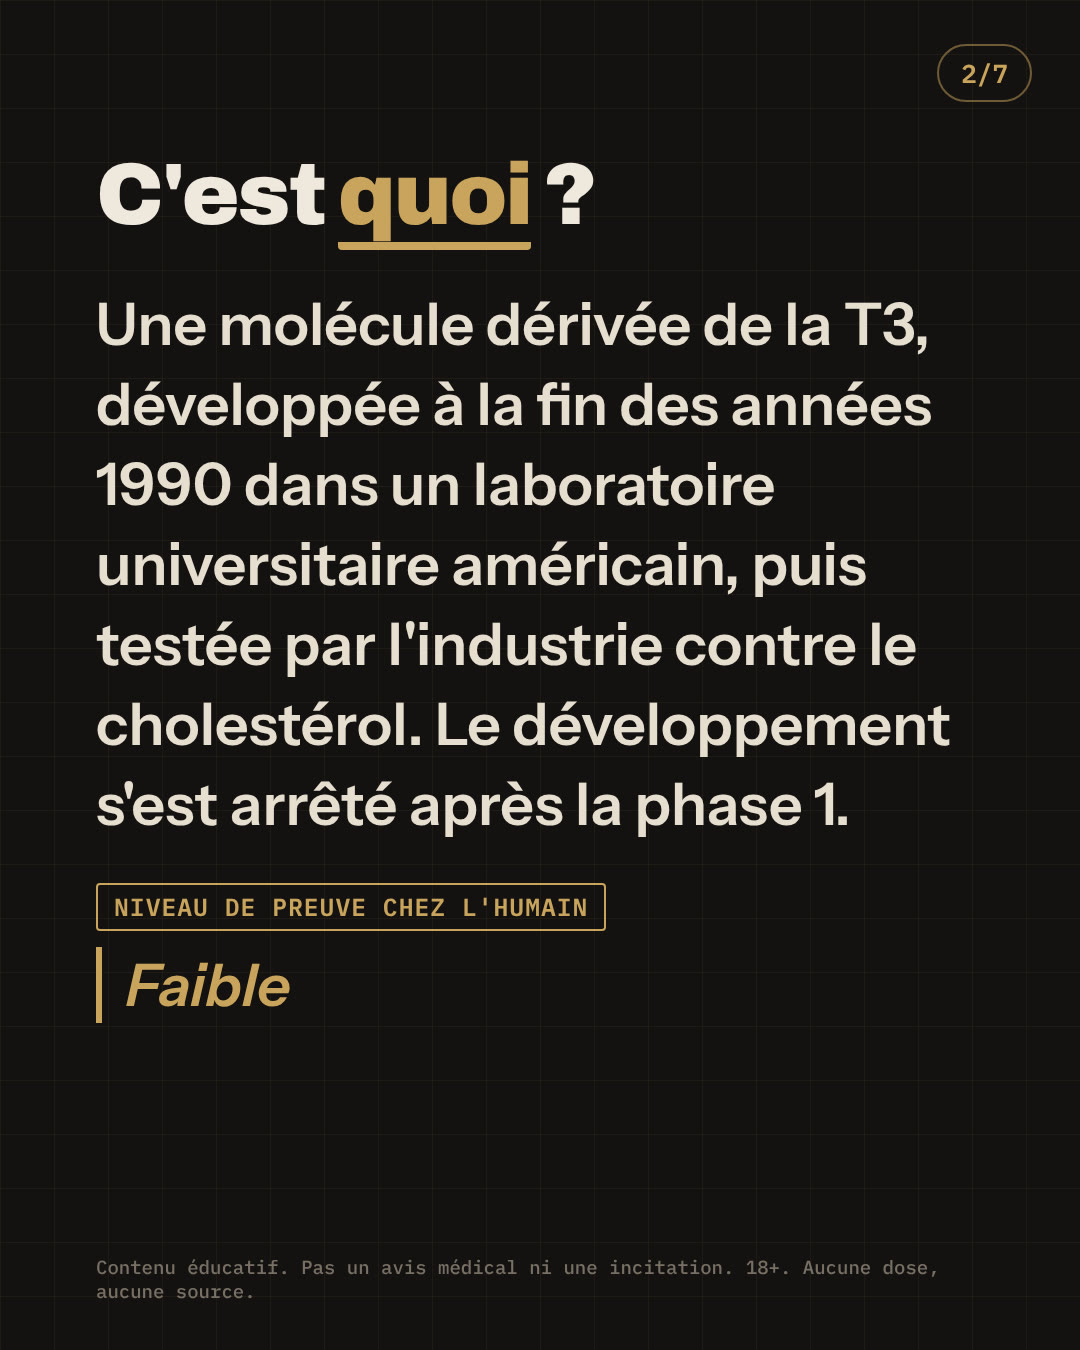 2/7
C'est quoi ?
Une molécule dérivée de la T3,
développée à la fin des années
1990 dans un laboratoire
universitaire américain, puis
testée par l'industrie contre le
cholestérol. Le développement
s'est arrêté après la phase 1.
NIVEAU DE PREUVE CHEZ L'HUMAIN
Faible
Contenu éducatif. Pas un avis médical ni une incitation. 18+. Aucune dose,
aucune source.